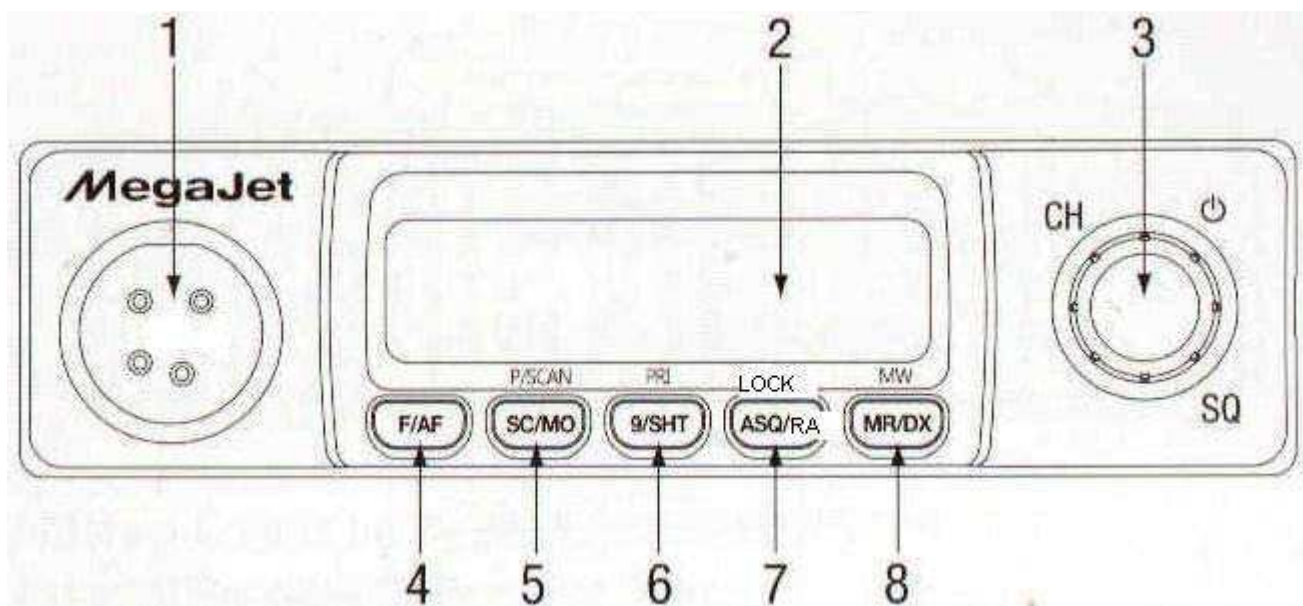 1 2 3
MegaJet
CH
SQ
P/SCAN PRI LOCK MW
F/AF SC/MO 9/SHT ASQ/RA MR/DX
4 5 6 7 8